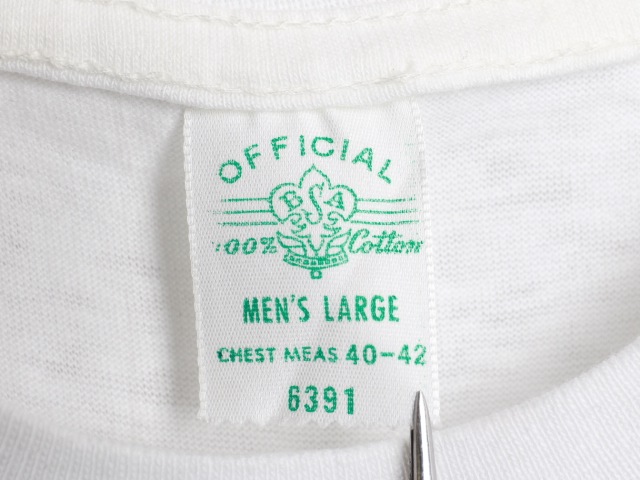 OFFICIAL
BSA
100% Cotton
MEN'S LARGE
CHEST MEAS 40-42
6391